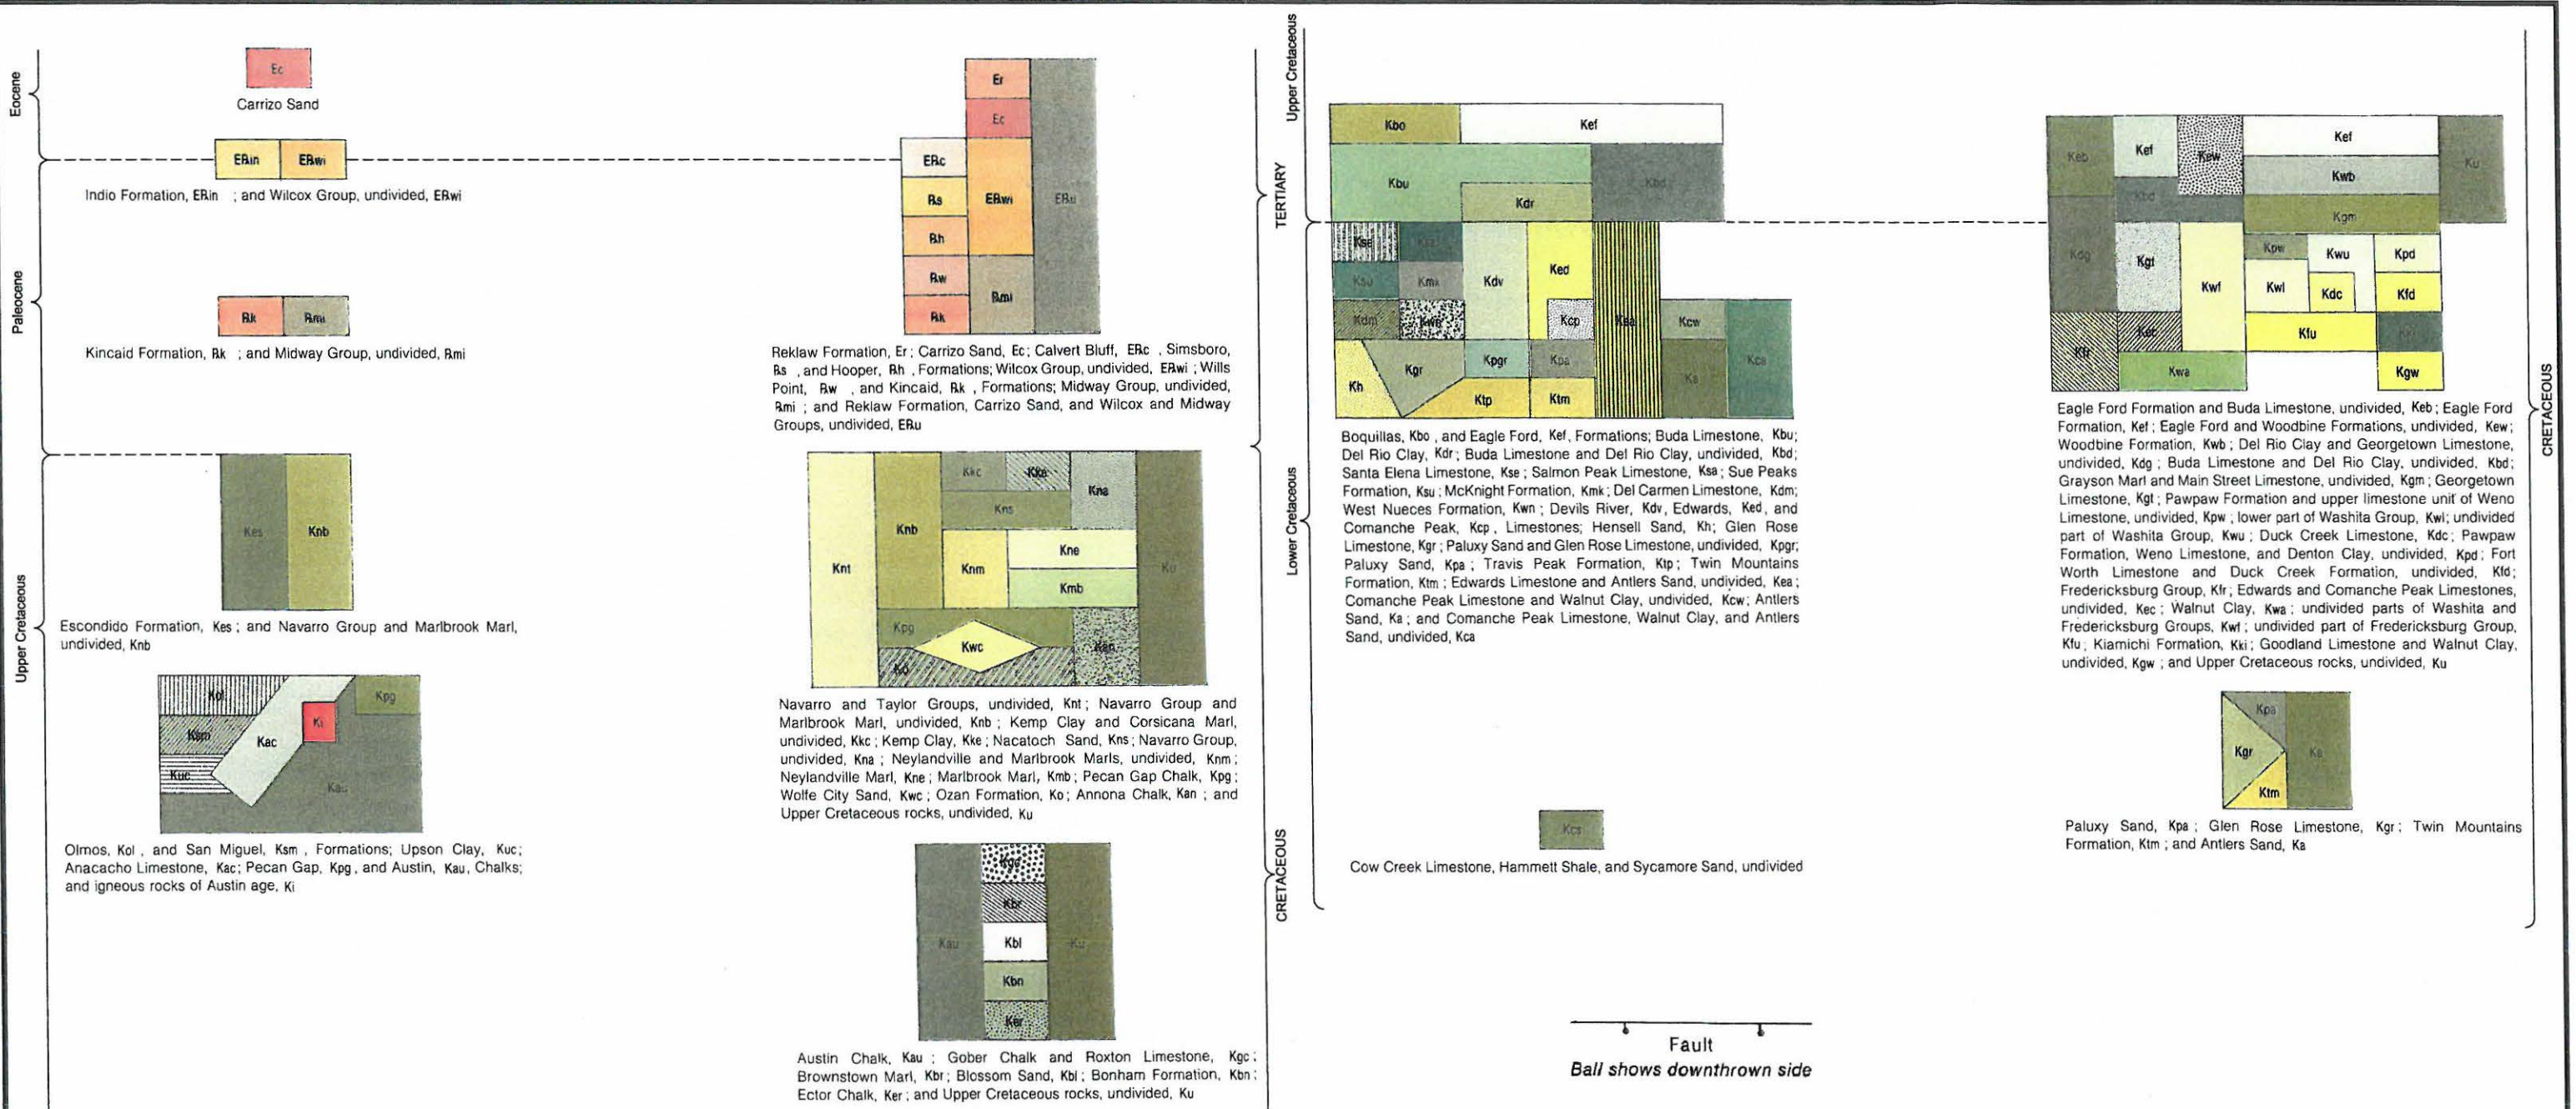 Eocene
Paleocene
Upper Cretaceous
Ec
Carrizo Sand
EPin
EPwi
Indio Formation, EPin ; and Wilcox Group, undivided, EPwi
Pk
Pmi
Kincaid Formation, Pk ; and Midway Group, undivided, Pmi
Kes
Knb
Escondido Formation, Kes ; and Navarro Group and Marlbrook Marl,
undivided, Knb
Kol
Kpg
Ki
Ksm
Kac
Kuc
Kau
Olmos, Kol , and San Miguel, Ksm , Formations; Upson Clay, Kuc;
Anacacho Limestone, Kac; Pecan Gap, Kpg, and Austin, Kau, Chalks;
and igneous rocks of Austin age, Ki
Er
Ec
EPc
Ps
EPwi
EPu
Ph
Pw
Pmi
Pk
Reklaw Formation, Er ; Carrizo Sand, Ec; Calvert Bluff, EPc , Simsboro,
Ps , and Hooper, Ph , Formations; Wilcox Group, undivided, EPwi ; Wills
Point, Pw , and Kincaid, Pk , Formations; Midway Group, undivided,
Pmi ; and Reklaw Formation, Carrizo Sand, and Wilcox and Midway
Groups, undivided, EPu
Kkc
Kke
Kna
Kns
Knb
Knt
Knm
Kne
Ku
Kmb
Kpg
Kwc
Kan
Ko
Navarro and Taylor Groups, undivided, Knt ; Navarro Group and
Marlbrook Marl, undivided, Knb ; Kemp Clay and Corsicana Marl,
undivided, Kkc ; Kemp Clay, Kke ; Nacatoch Sand, Kns ; Navarro Group,
undivided, Kna ; Neylandville and Marlbrook Marls, undivided, Knm ;
Neylandville Marl, Kne ; Marlbrook Marl, Kmb ; Pecan Gap Chalk, Kpg ;
Wolfe City Sand, Kwc ; Ozan Formation, Ko ; Annona Chalk, Kan ; and
Upper Cretaceous rocks, undivided, Ku
Kgc
Kbr
Kau
Kbl
Ku
Kbn
Ker
Austin Chalk, Kau ; Gober Chalk and Roxton Limestone, Kgc ;
Brownstown Marl, Kbr ; Blossom Sand, Kbl ; Bonham Formation, Kbn ;
Ector Chalk, Ker ; and Upper Cretaceous rocks, undivided, Ku
TERTIARY
CRETACEOUS
Upper Cretaceous
Lower Cretaceous
Kbo
Kef
Kbu
Kbd
Kdr
Kse
Ksa
Kdv
Ked
Ksu
Kmk
Kdm
Kwn
Kcp
Kea
Kcw
Kca
Kh
Kgr
Kpgr
Kpa
Ka
Ktp
Ktm
Boquillas, Kbo , and Eagle Ford, Kef, Formations; Buda Limestone, Kbu;
Del Rio Clay, Kdr ; Buda Limestone and Del Rio Clay, undivided, Kbd;
Santa Elena Limestone, Kse ; Salmon Peak Limestone, Ksa ; Sue Peaks
Formation, Ksu ; McKnight Formation, Kmk ; Del Carmen Limestone, Kdm;
West Nueces Formation, Kwn ; Devils River, Kdv, Edwards, Ked, and
Comanche Peak, Kcp , Limestones; Hensell Sand, Kh; Glen Rose
Limestone, Kgr ; Paluxy Sand and Glen Rose Limestone, undivided, Kpgr;
Paluxy Sand, Kpa ; Travis Peak Formation, Ktp ; Twin Mountains
Formation, Ktm ; Edwards Limestone and Antlers Sand, undivided, Kea ;
Comanche Peak Limestone and Walnut Clay, undivided, Kcw; Antlers
Sand, Ka ; and Comanche Peak Limestone, Walnut Clay, and Antlers
Sand, undivided, Kca
Kcs
Cow Creek Limestone, Hammett Shale, and Sycamore Sand, undivided
Fault
Ball shows downthrown side
Keb
Kef
Kew
Kef
Ku
Kwb
Kbd
Kgm
Kdg
Kgt
Kwf
Kpw
Kwu
Kpd
Kwl
Kdc
Kfd
Kfr
Kec
Kfu
Kki
Kwa
Kgw
Eagle Ford Formation and Buda Limestone, undivided, Keb ; Eagle Ford
Formation, Kef ; Eagle Ford and Woodbine Formations, undivided, Kew ;
Woodbine Formation, Kwb ; Del Rio Clay and Georgetown Limestone,
undivided, Kdg ; Buda Limestone and Del Rio Clay, undivided, Kbd ;
Grayson Marl and Main Street Limestone, undivided, Kgm ; Georgetown
Limestone, Kgt ; Pawpaw Formation and upper limestone unit of Weno
Limestone, undivided, Kpw ; lower part of Washita Group, Kwl; undivided
part of Washita Group, Kwu ; Duck Creek Limestone, Kdc ; Pawpaw
Formation, Weno Limestone, and Denton Clay, undivided, Kpd ; Fort
Worth Limestone and Duck Creek Formation, undivided, Kfd;
Fredericksburg Group, Kfr ; Edwards and Comanche Peak Limestones,
undivided, Kec ; Walnut Clay, Kwa ; undivided parts of Washita and
Fredericksburg Groups, Kwf ; undivided part of Fredericksburg Group,
Kfu ; Kiamichi Formation, Kki ; Goodland Limestone and Walnut Clay,
undivided, Kgw ; and Upper Cretaceous rocks, undivided, Ku
Kpa
Kgr
Ka
Ktm
Paluxy Sand, Kpa ; Glen Rose Limestone, Kgr ; Twin Mountains
Formation, Ktm ; and Antlers Sand, Ka
CRETACEOUS